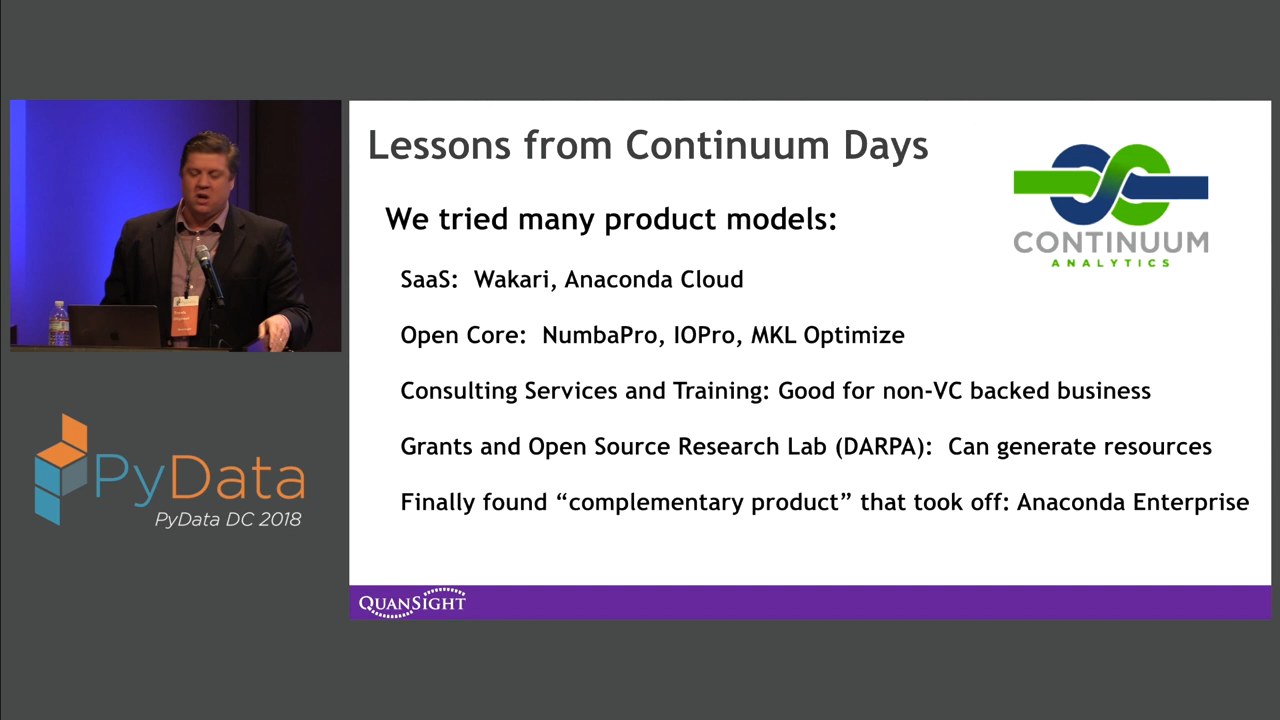 Lessons from Continuum Days
CONTINUUM
ANALYTICS
We tried many product models:
SaaS: Wakari, Anaconda Cloud
Open Core: NumbaPro, IOPro, MKL Optimize
Consulting Services and Training: Good for non-VC backed business
Grants and Open Source Research Lab (DARPA): Can generate resources
Finally found “complementary product” that took off: Anaconda Enterprise
QUANSIGHT
PyData
PyData DC 2018